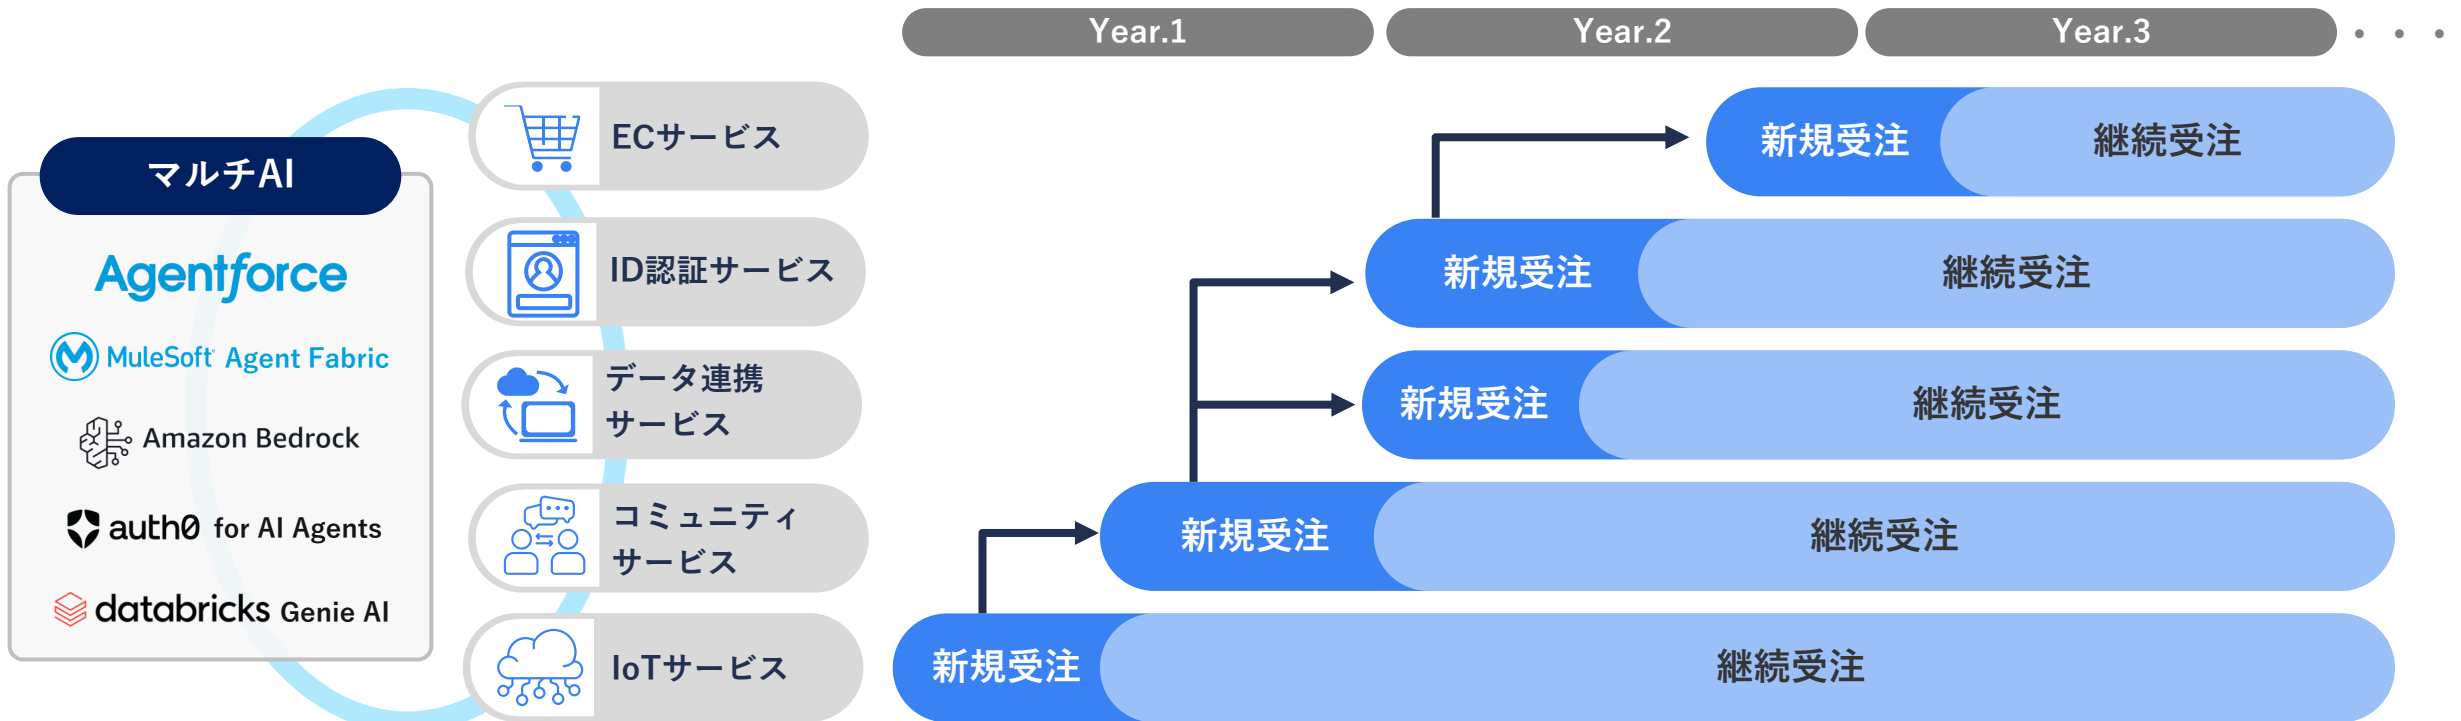 Year.1
Year.2
Year.3
・・・
マルチAI
Agentforce
MuleSoft Agent Fabric
Amazon Bedrock
auth0 for AI Agents
databricks Genie AI
ECサービス
新規受注
継続受注
ID認証サービス
新規受注
継続受注
データ連携
サービス
新規受注
継続受注
コミュニティ
サービス
新規受注
継続受注
IoTサービス
新規受注
継続受注